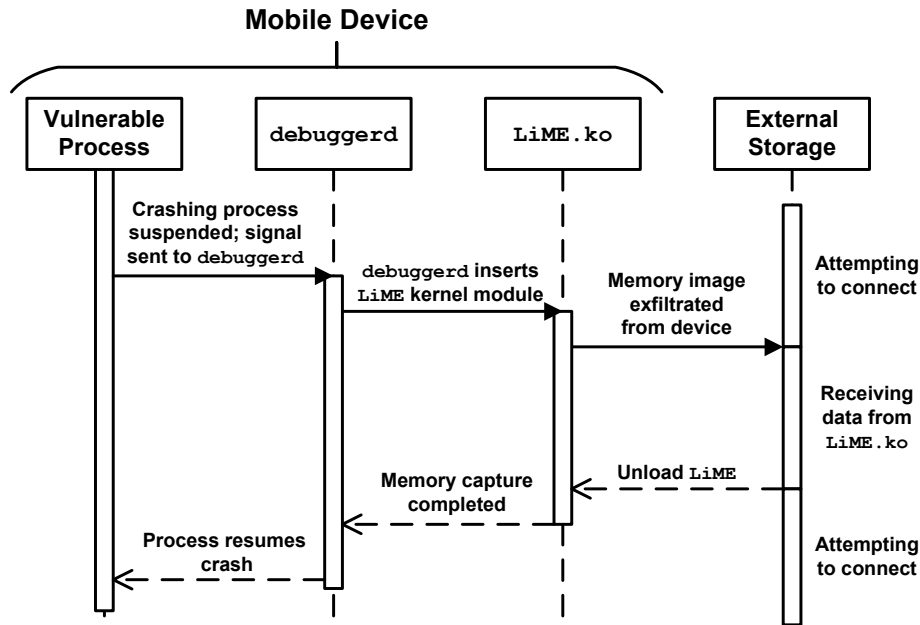 Mobile Device
Vulnerable
Process
debuggerd
LiME.ko
External
Storage
Crashing process
suspended; signal
sent to debuggerd
debuggerd inserts
LiME kernel module
Memory image
exfiltrated
from device
Attempting
to connect
Receiving
data from
LiME.ko
Unload LiME
Memory capture
completed
Process resumes
crash
Attempting
to connect